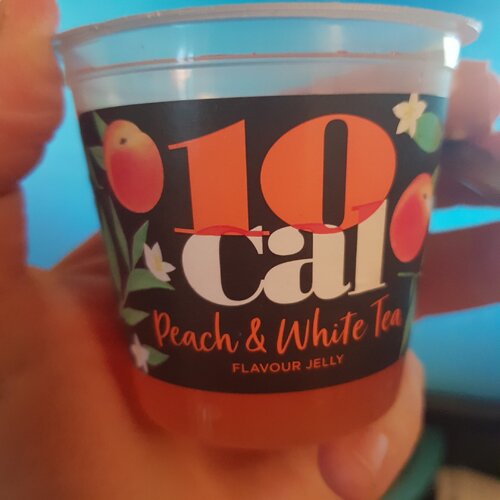 10
cal
Peach & White Tea
FLAVOUR JELLY